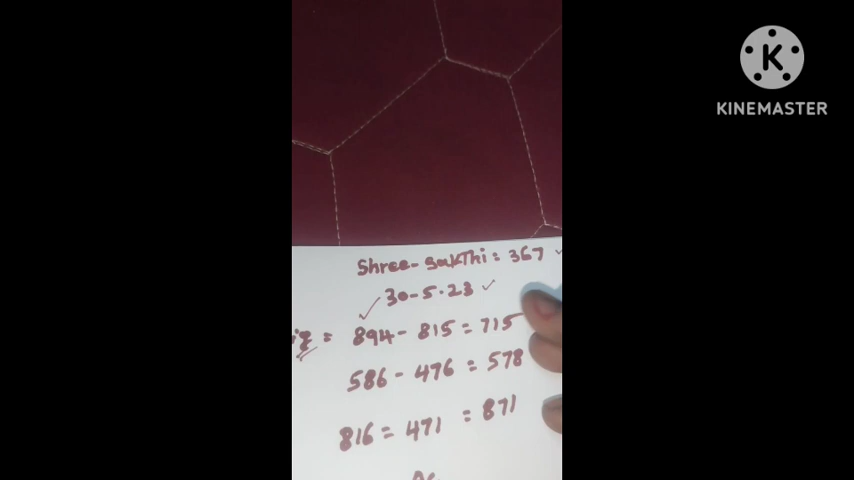 KINEMASTER
Shree-SakThi = 367 ✓
✓ 30-5.23 ✓
= 894 - 815 = 715
586 - 476 = 578
816 = 471 = 871